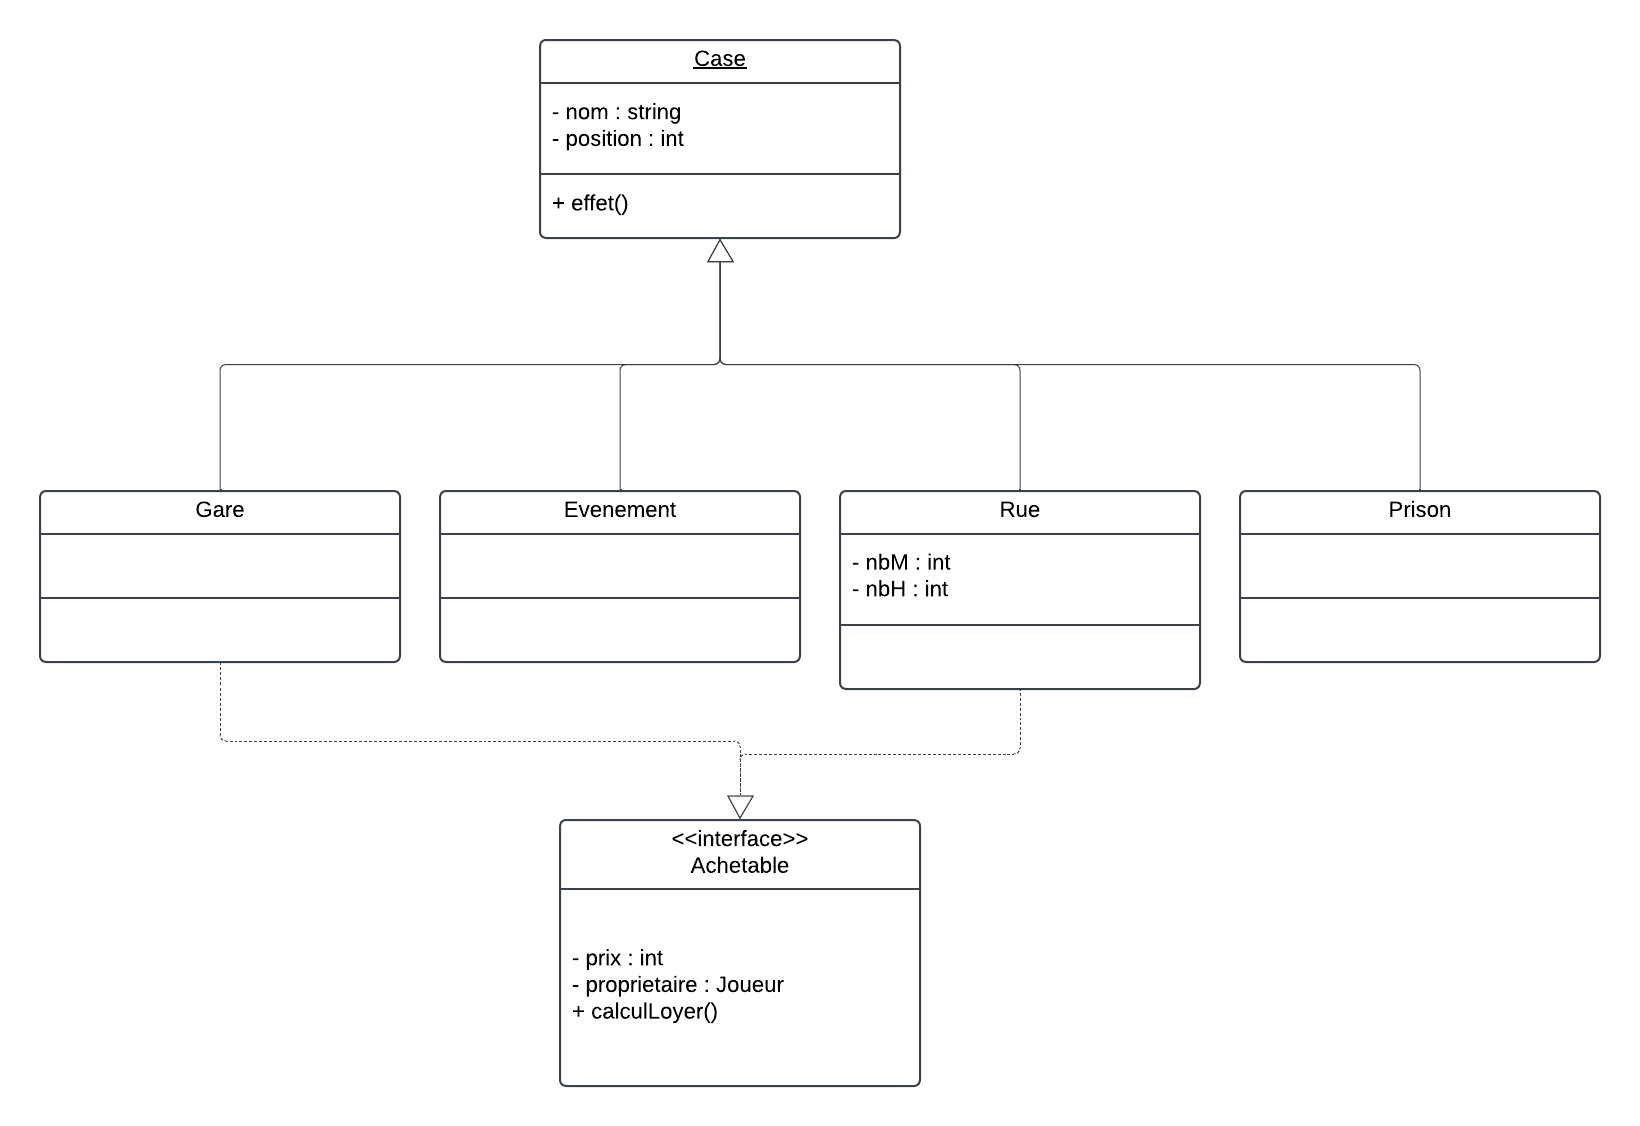 Case
- nom : string
- position : int
+ effet()
Gare
Evenement
Rue
- nbM : int
- nbH : int
Prison
<<interface>>
Achetable
- prix : int
- proprietaire : Joueur
+ calculLoyer()